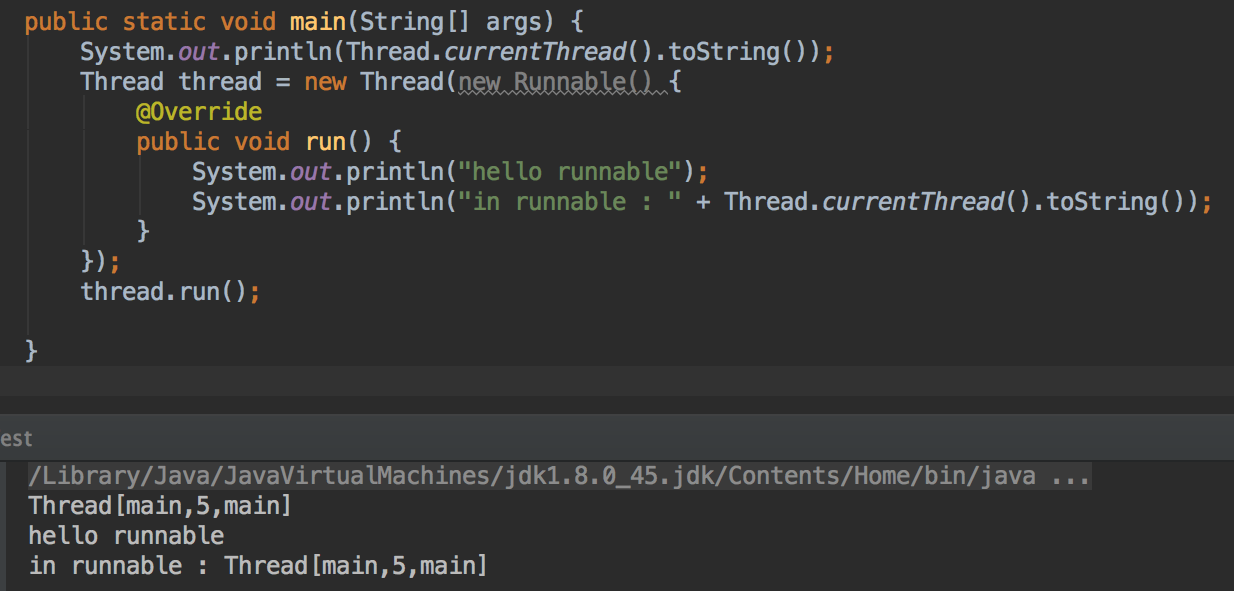 public static void main(String[] args) {
    System.out.println(Thread.currentThread().toString());
    Thread thread = new Thread(new Runnable() {
        @Override
        public void run() {
            System.out.println("hello runnable");
            System.out.println("in runnable : " + Thread.currentThread().toString());
        }
    });
    thread.run();
}
est
/Library/Java/JavaVirtualMachines/jdk1.8.0_45.jdk/Contents/Home/bin/java ...
Thread[main,5,main]
hello runnable
in runnable : Thread[main,5,main]